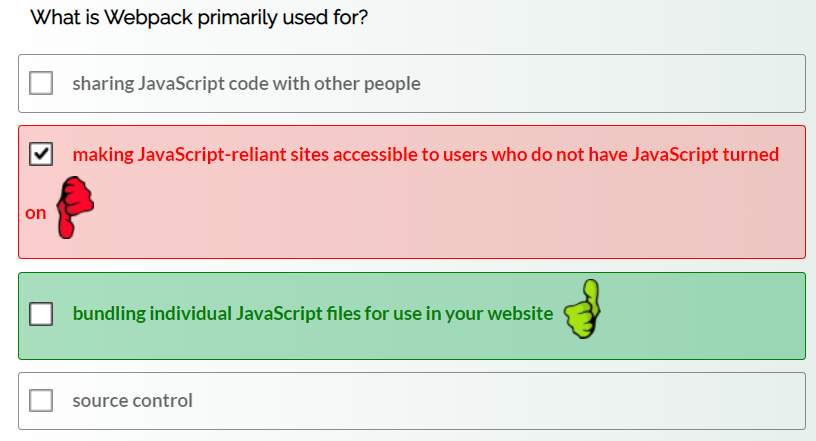 What is Webpack primarily used for?
sharing JavaScript code with other people
making JavaScript-reliant sites accessible to users who do not have JavaScript turned
on
bundling individual JavaScript files for use in your website
source control